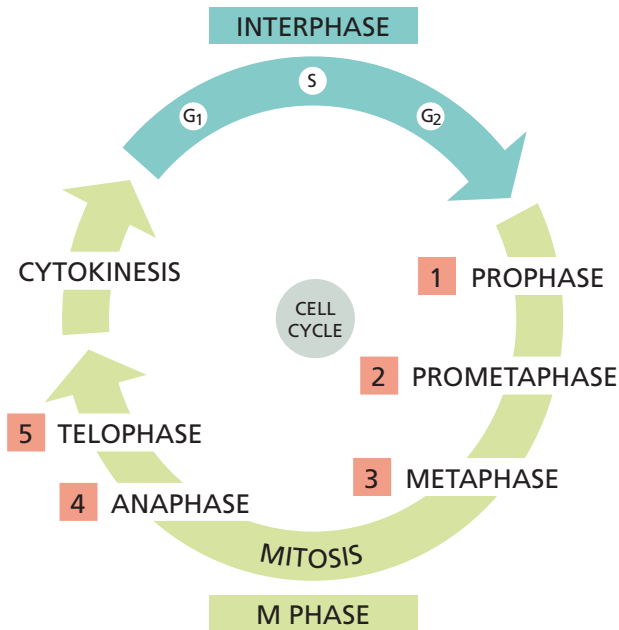 INTERPHASE
S
G1
G2
CYTOKINESIS
1 PROPHASE
CELL
CYCLE
2 PROMETAPHASE
5 TELOPHASE
3 METAPHASE
4 ANAPHASE
MITOSIS
M PHASE